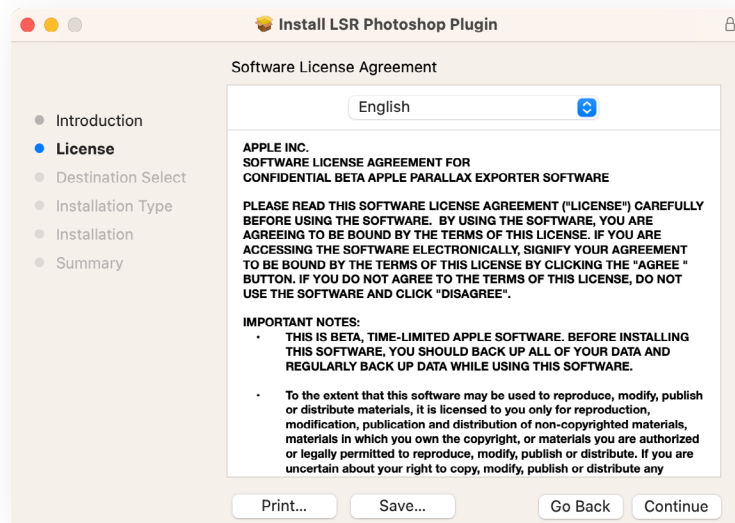 Install LSR Photoshop Plugin
Software License Agreement
Introduction
License
Destination Select
Installation Type
Installation
Summary
English
APPLE INC.
SOFTWARE LICENSE AGREEMENT FOR
CONFIDENTIAL BETA APPLE PARALLAX EXPORTER SOFTWARE
PLEASE READ THIS SOFTWARE LICENSE AGREEMENT ("LICENSE") CAREFULLY
BEFORE USING THE SOFTWARE.  BY USING THE SOFTWARE, YOU ARE
AGREEING TO BE BOUND BY THE TERMS OF THIS LICENSE. IF YOU ARE
ACCESSING THE SOFTWARE ELECTRONICALLY, SIGNIFY YOUR AGREEMENT
TO BE BOUND BY THE TERMS OF THIS LICENSE BY CLICKING THE "AGREE "
BUTTON. IF YOU DO NOT AGREE TO THE TERMS OF THIS LICENSE, DO NOT
USE THE SOFTWARE AND CLICK "DISAGREE".
IMPORTANT NOTES:
· THIS IS BETA, TIME-LIMITED APPLE SOFTWARE. BEFORE INSTALLING
THIS SOFTWARE, YOU SHOULD BACK UP ALL OF YOUR DATA AND
REGULARLY BACK UP DATA WHILE USING THIS SOFTWARE.
· To the extent that this software may be used to reproduce, modify, publish
or distribute materials, it is licensed to you only for reproduction,
modification, publication and distribution of non-copyrighted materials,
materials in which you own the copyright, or materials you are authorized
or legally permitted to reproduce, modify, publish or distribute. If you are
uncertain about your right to copy, modify, publish or distribute any
Print...
Save...
Go Back
Continue